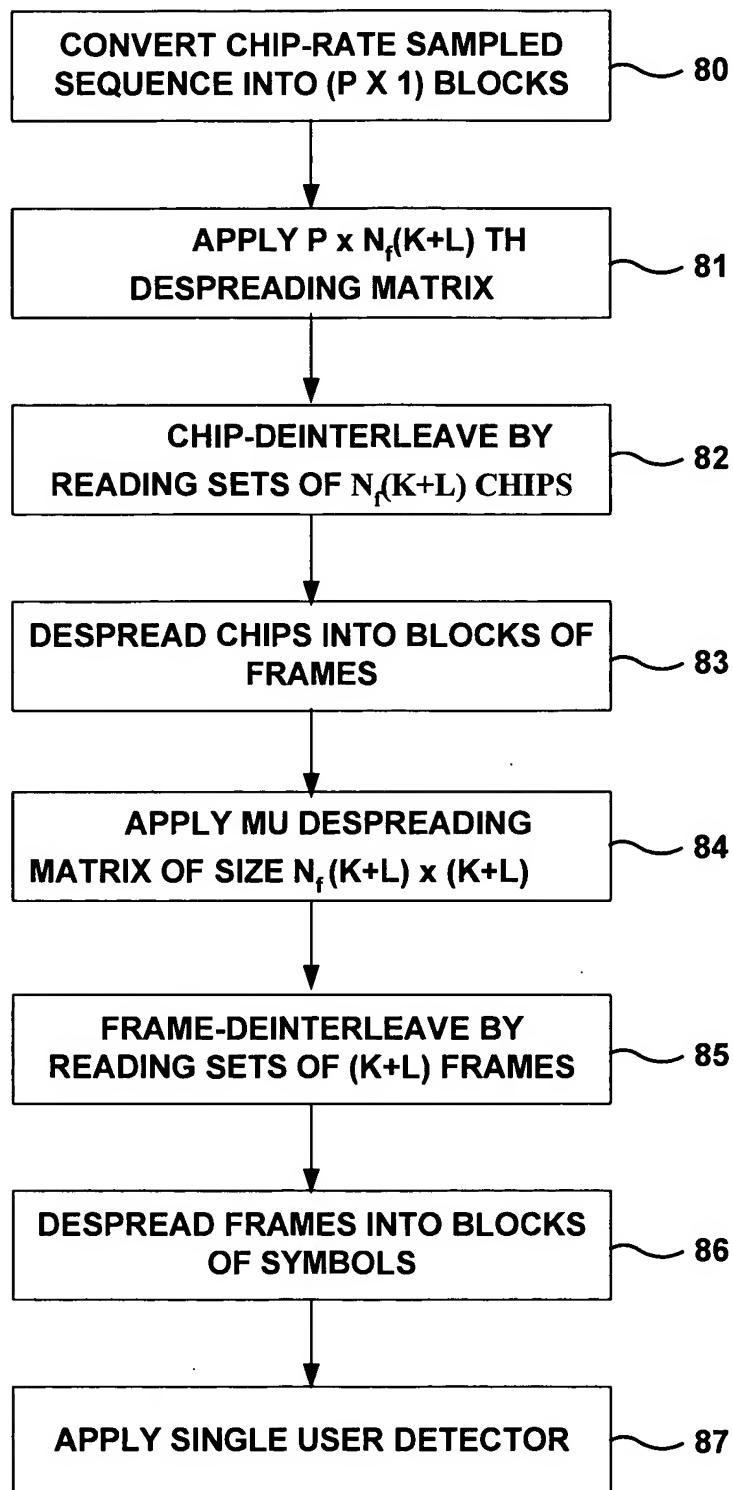 CONVERT CHIP-RATE SAMPLED
SEQUENCE INTO (P X 1) BLOCKS
80
APPLY P x Nf(K+L) TH
DESPREADING MATRIX
81
CHIP-DEINTERLEAVE BY
READING SETS OF Nf(K+L) CHIPS
82
DESPREAD CHIPS INTO BLOCKS OF
FRAMES
83
APPLY MU DESPREADING
MATRIX OF SIZE Nf (K+L) x (K+L)
84
FRAME-DEINTERLEAVE BY
READING SETS OF (K+L) FRAMES
85
DESPREAD FRAMES INTO BLOCKS
OF SYMBOLS
86
APPLY SINGLE USER DETECTOR
87